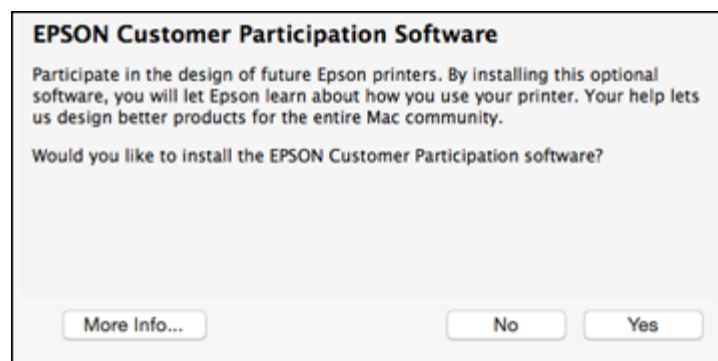 EPSON Customer Participation Software
Participate in the design of future Epson printers. By installing this optional
software, you will let Epson learn about how you use your printer. Your help lets
us design better products for the entire Mac community.
Would you like to install the EPSON Customer Participation software?
More Info... No Yes